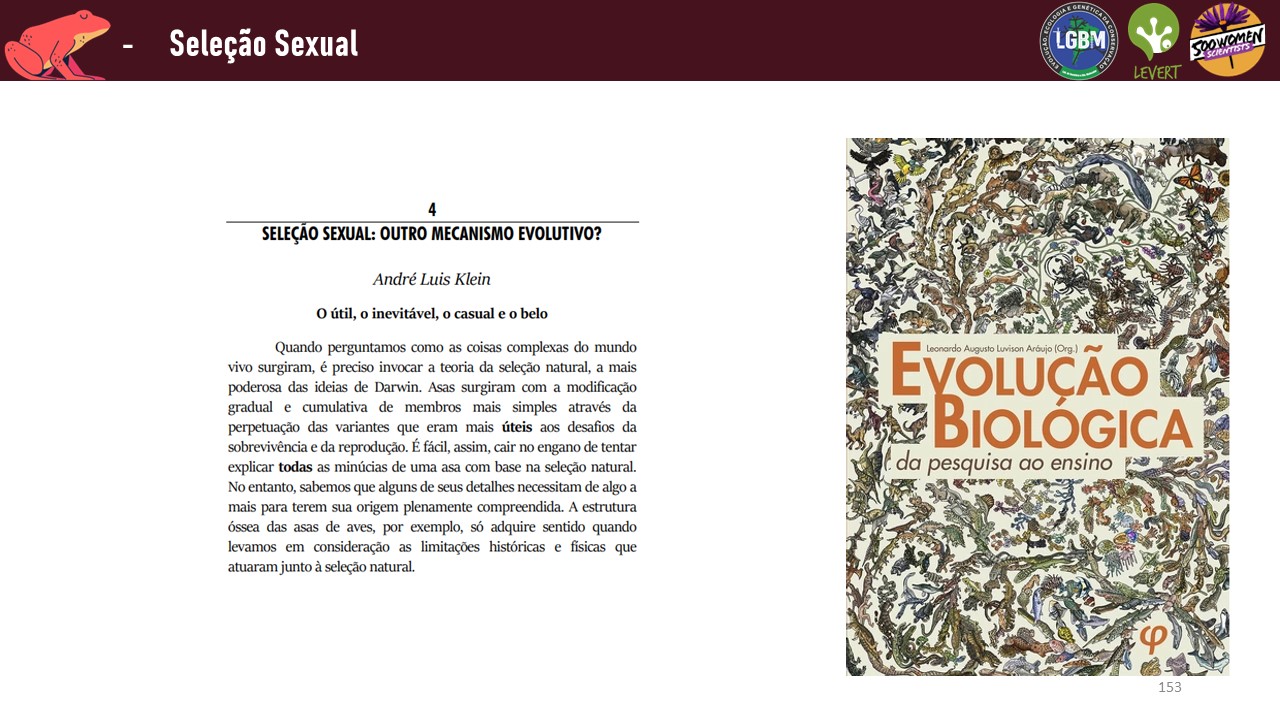 - Seleção Sexual
EVOLUÇÃO, ECOLOGIA E GENÉTICA DA CONSERVAÇÃO
LGBM
LEVERT
500 WOMEN
SCIENTISTS
4
SELEÇÃO SEXUAL: OUTRO MECANISMO EVOLUTIVO?
André Luis Klein
O útil, o inevitável, o casual e o belo
Quando perguntamos como as coisas complexas do mundo
vivo surgiram, é preciso invocar a teoria da seleção natural, a mais
poderosa das ideias de Darwin. Asas surgiram com a modificação
gradual e cumulativa de membros mais simples através da
perpetuação das variantes que eram mais úteis aos desafios da
sobrevivência e da reprodução. É fácil, assim, cair no engano de tentar
explicar todas as minúcias de uma asa com base na seleção natural.
No entanto, sabemos que alguns de seus detalhes necessitam de algo a
mais para terem sua origem plenamente compreendida. A estrutura
óssea das asas de aves, por exemplo, só adquire sentido quando
levamos em consideração as limitações históricas e físicas que
atuaram junto à seleção natural.
Leonardo Augusto Luvison Araújo (Org.)
EVOLUÇÃO
BIOLÓGICA
da pesquisa ao ensino
φ
153